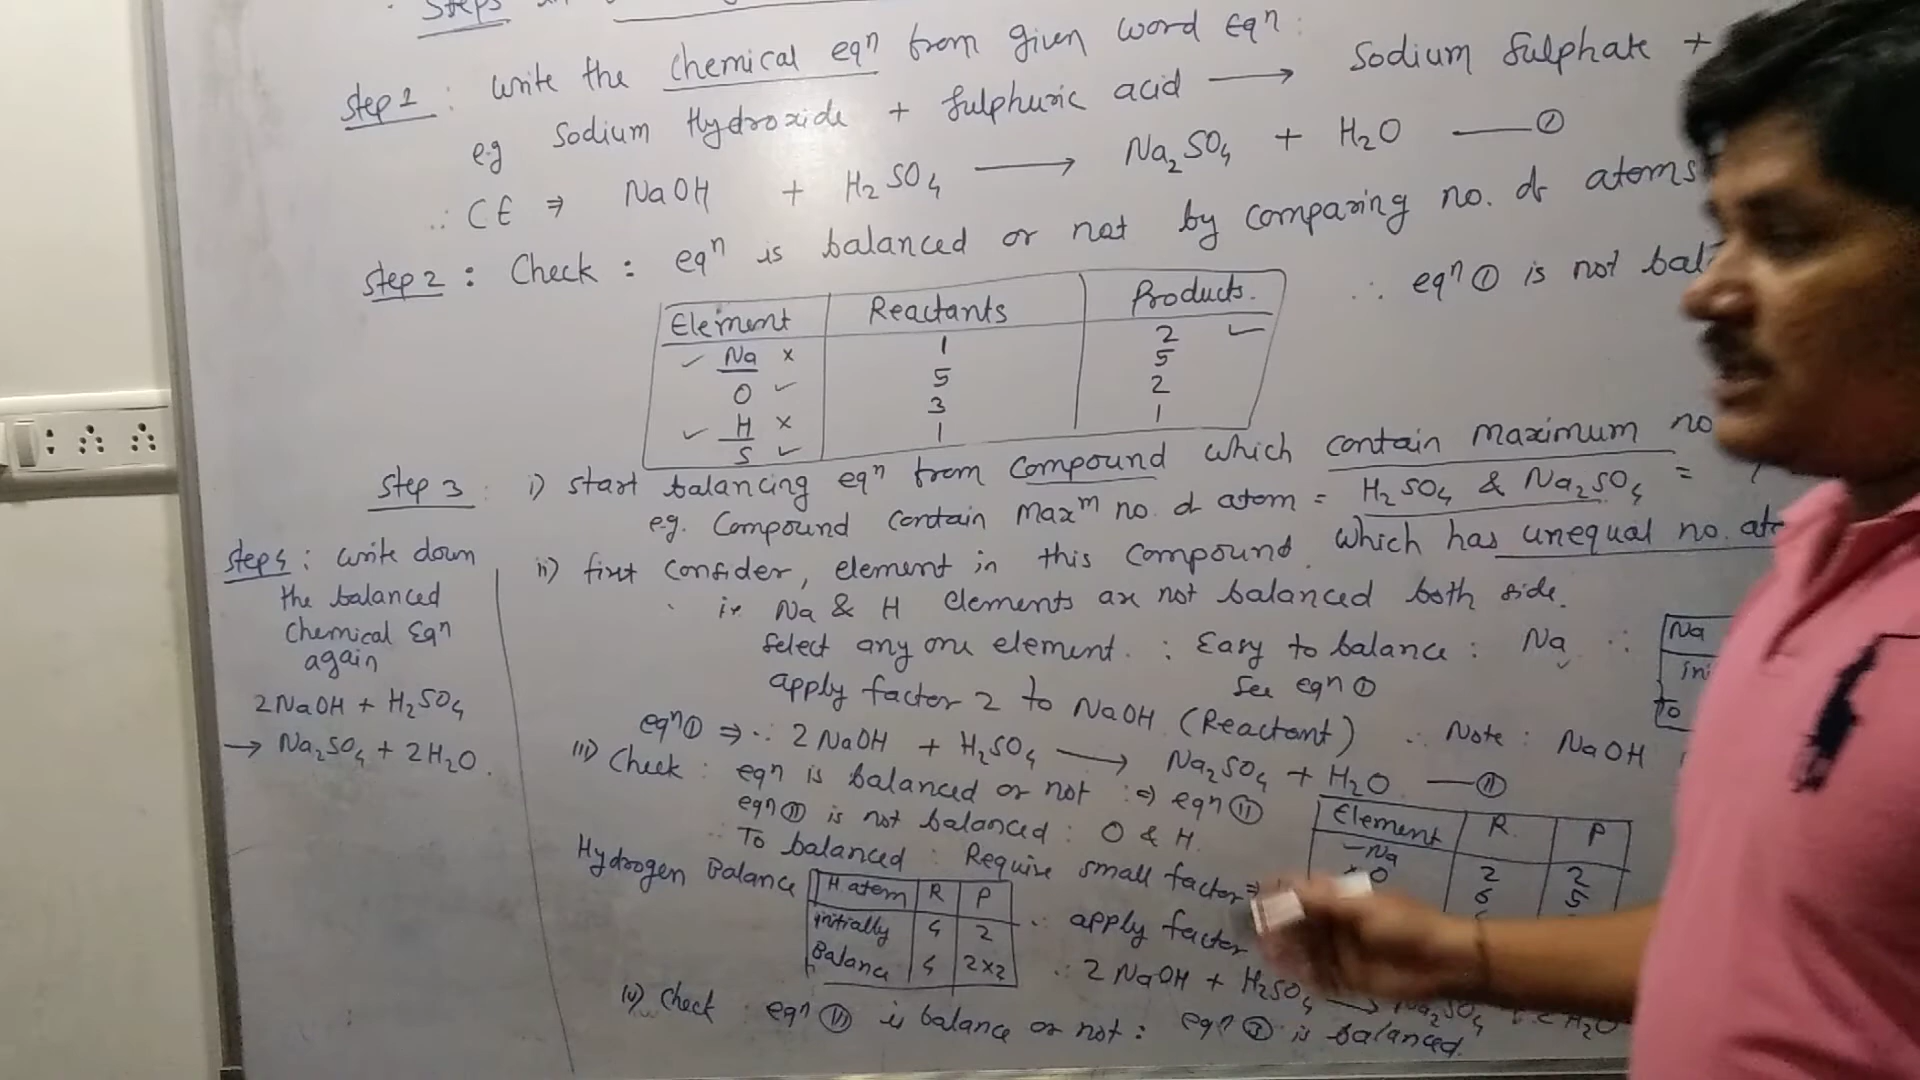 Steps
Step 1 : Write the chemical eqn from given word eqn :
e.g Sodium Hydroxide + Sulphuric acid ⟶ Sodium Sulphate +
∴ CE ⇒ NaOH + H2SO4 ⟶ Na2SO4 + H2O —— ①
Step 2 : Check : eqn is balanced or not by comparing no. of atoms
∴ eqn ① is not bal
Element Reactants Products.
✓ Na × 1 2 ✓
O ✓ 5 5
✓ H × 3 2
S ✓ 1 1
Step 3 : i) start balancing eqn from compound which contain maximum no
e.g. Compound contain Maxm no. of atom = H2SO4 & Na2SO4 =
ii) first consider, element in this compound. which has unequal no. at
i.e Na & H elements are not balanced both side.
Select any one element. : Easy to balance : Na ∴
See eqn ①
apply factor 2 to NaOH (Reactant) ∴ Note : NaOH
Na
ini
To
eqn ① ⇒ ∴ 2 NaOH + H2SO4 ⟶ Na2SO4 + H2O —— ⑪
iii) Check : eqn is balanced or not : ⇒ eqn ⑪
eqn ⑪ is not balanced : O & H.
Element R. P
Na 2 2
O 6 5
∴ To balanced : Require small factor ⇒
Hydrogen Balance
H. atom R P
initially 4 2
Balance 4 2×2
∴ apply factor
∴ 2 NaOH + H2SO4 ⟶ Na2SO4 + 2 H2O
iv) Check : eqn is balance or not : eqn is balanced.
Step 4 : Write down
the balanced
Chemical Eqn
again
2NaOH + H2SO4
⟶ Na2SO4 + 2H2O.